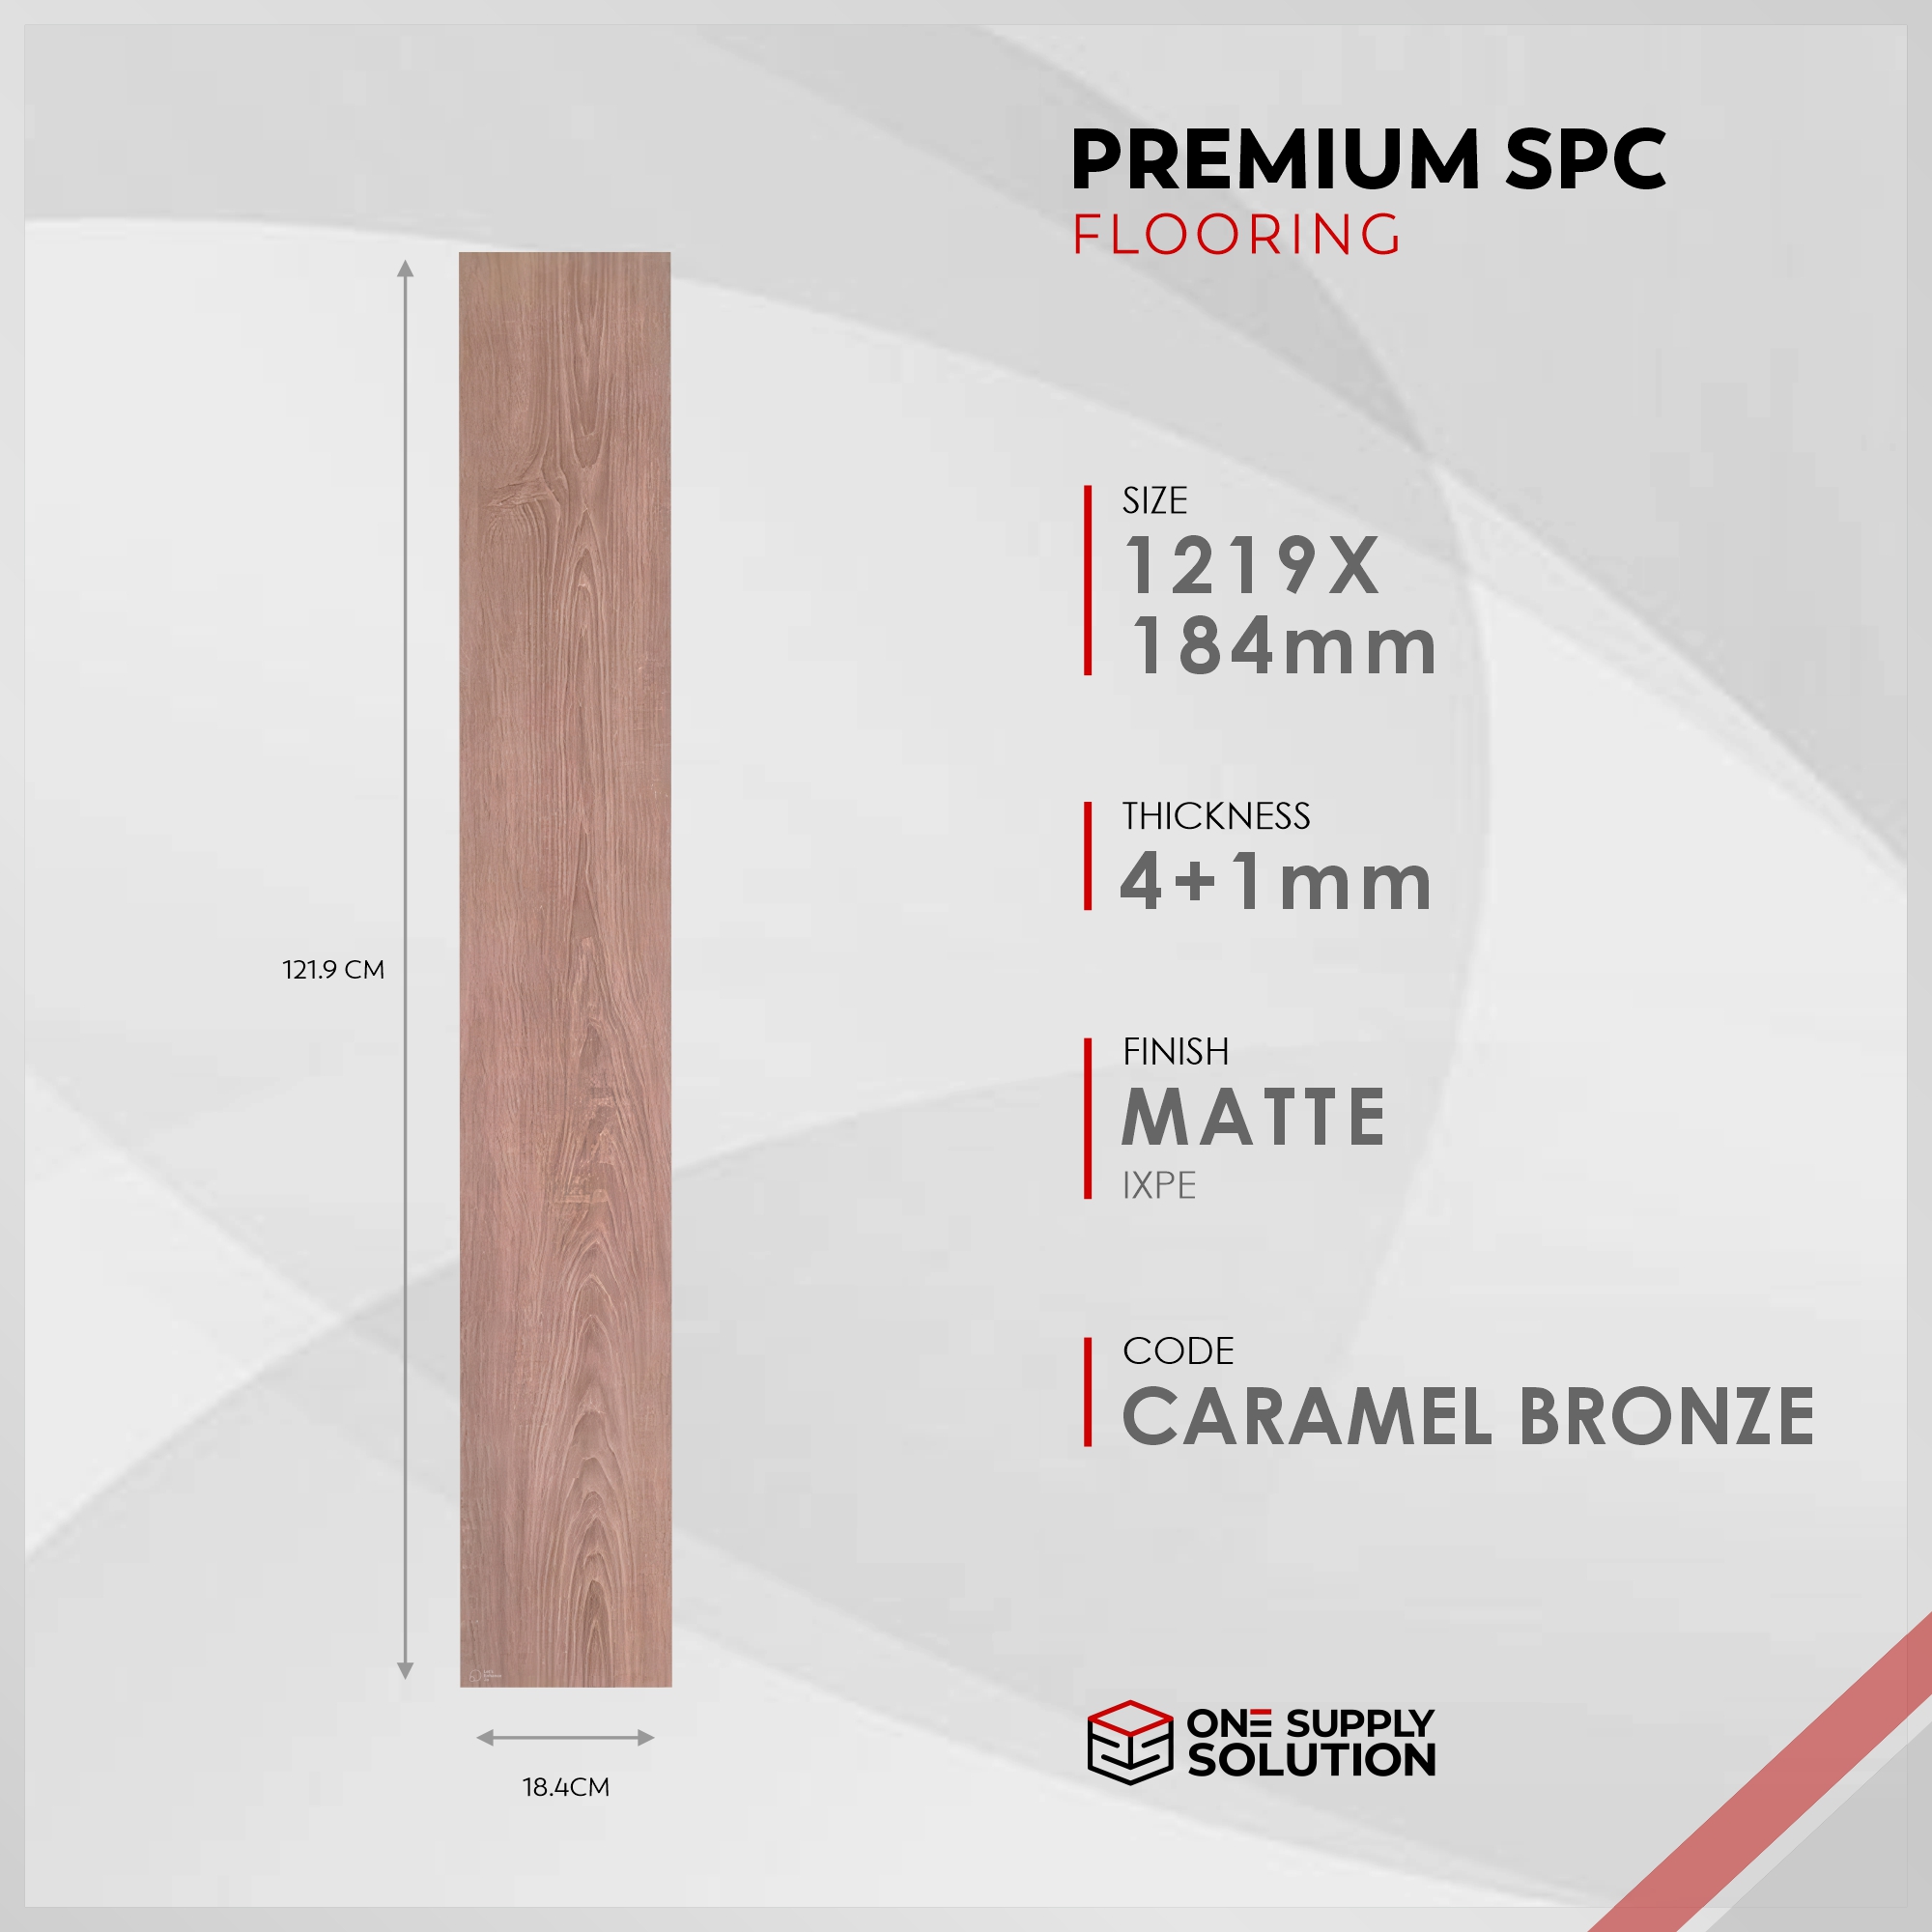 PREMIUM SPC
FLOORING
SIZE
1219X
184mm
THICKNESS
4+1mm
121.9 CM
FINISH
MATTE
IXPE
CODE
CARAMEL BRONZE
ONE SUPPLY
SOLUTION
18.4CM